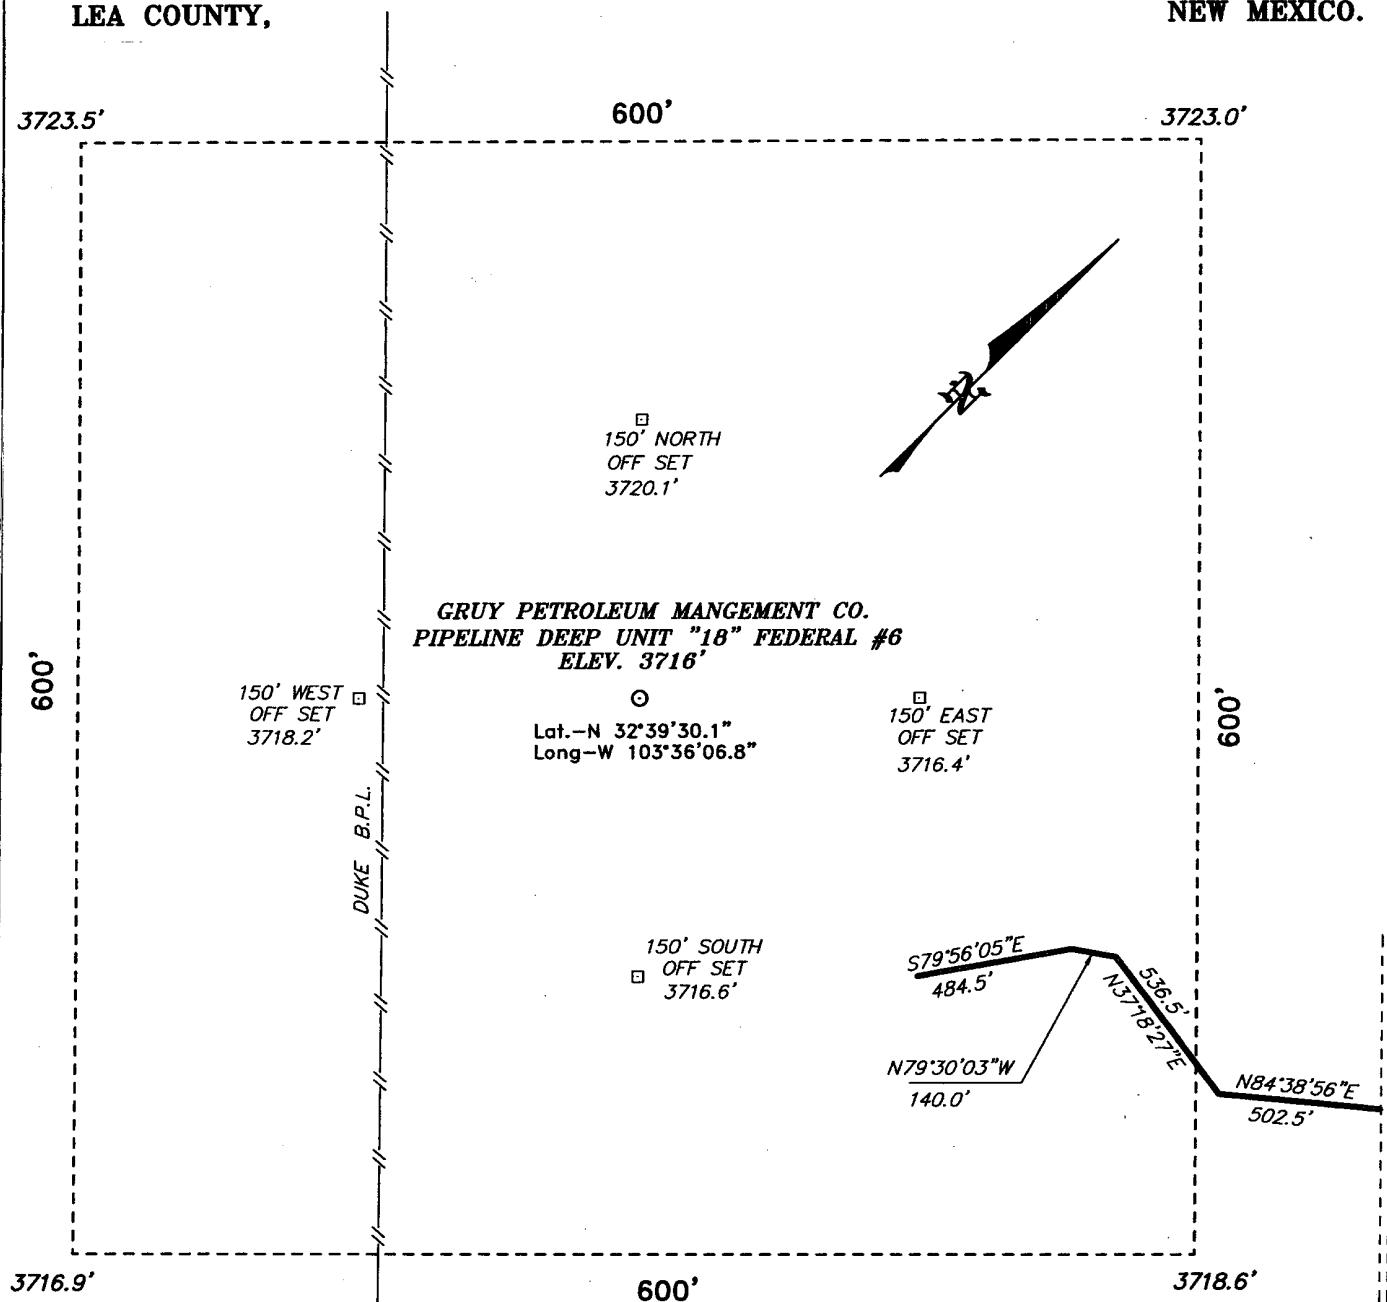 LEA COUNTY,
NEW MEXICO.
3723.5'
600'
3723.0'
N
150' NORTH
OFF SET
3720.1'
GRUY PETROLEUM MANGEMENT CO.
PIPELINE DEEP UNIT "18" FEDERAL #6
ELEV. 3716'
600'
150' WEST
OFF SET
3718.2'
Lat.-N 32°39'30.1"
Long-W 103°36'06.8"
150' EAST
OFF SET
3716.4'
600'
DUKE B.P.L.
150' SOUTH
OFF SET
3716.6'
S79°56'05"E
484.5'
536.5'
N37°18'27"E
N79°30'03"W
140.0'
N84°38'56"E
502.5'
3716.9'
600'
3718.6'